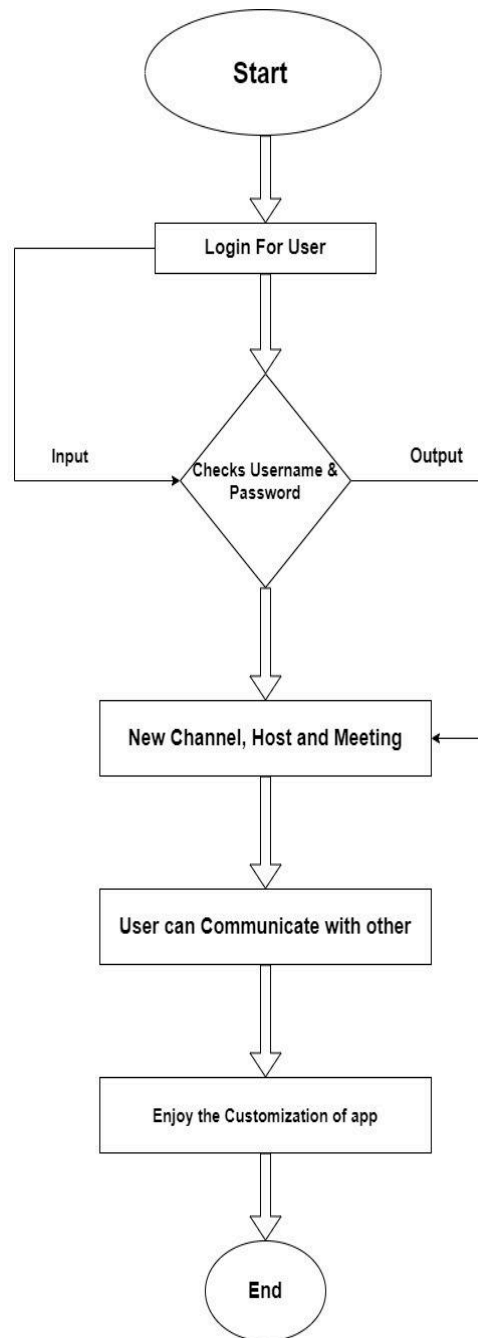 Start
Login For User
Input
Checks Username &
Password
Output
New Channel, Host and Meeting
User can Communicate with other
Enjoy the Customization of app
End